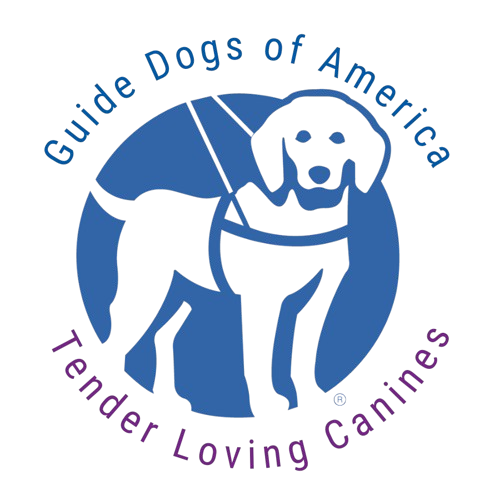 Guide Dogs of America
®
Tender Loving Canines